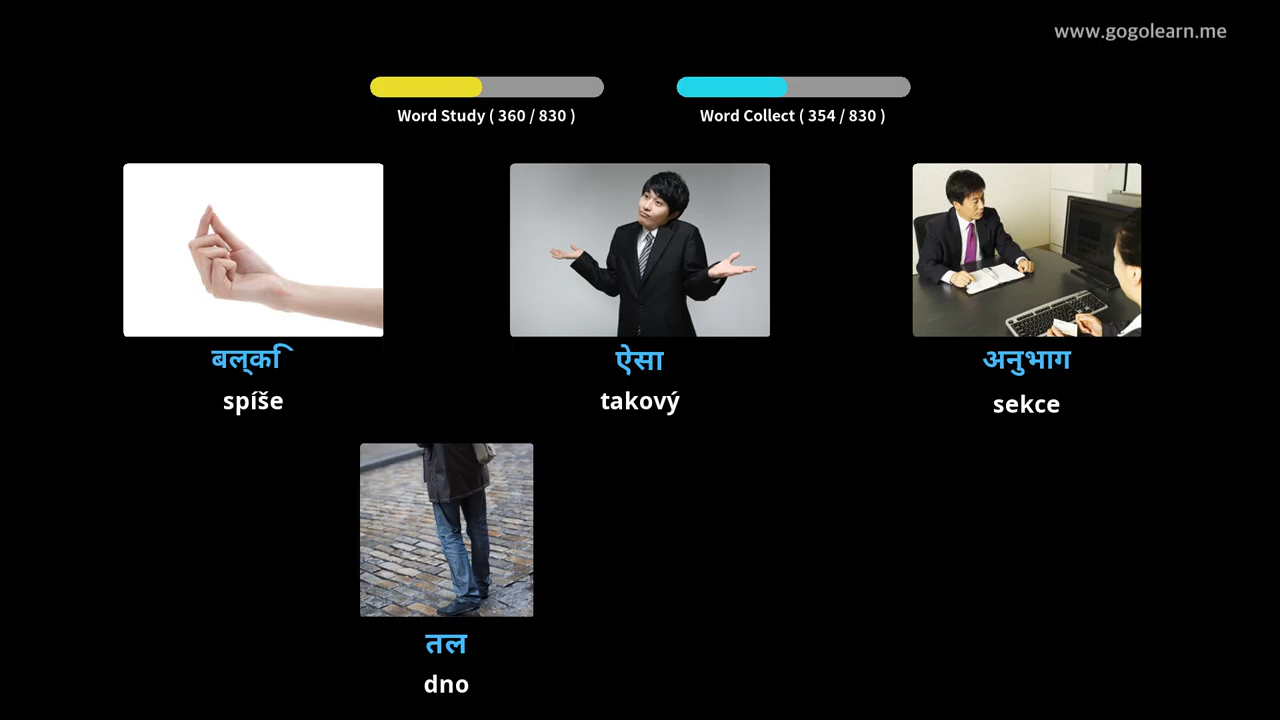 www.gogolearn.me
Word Study ( 360 / 830 )
Word Collect ( 354 / 830 )
बल्कि
spíše
ऐसा
takový
अनुभाग
sekce
तल
dno